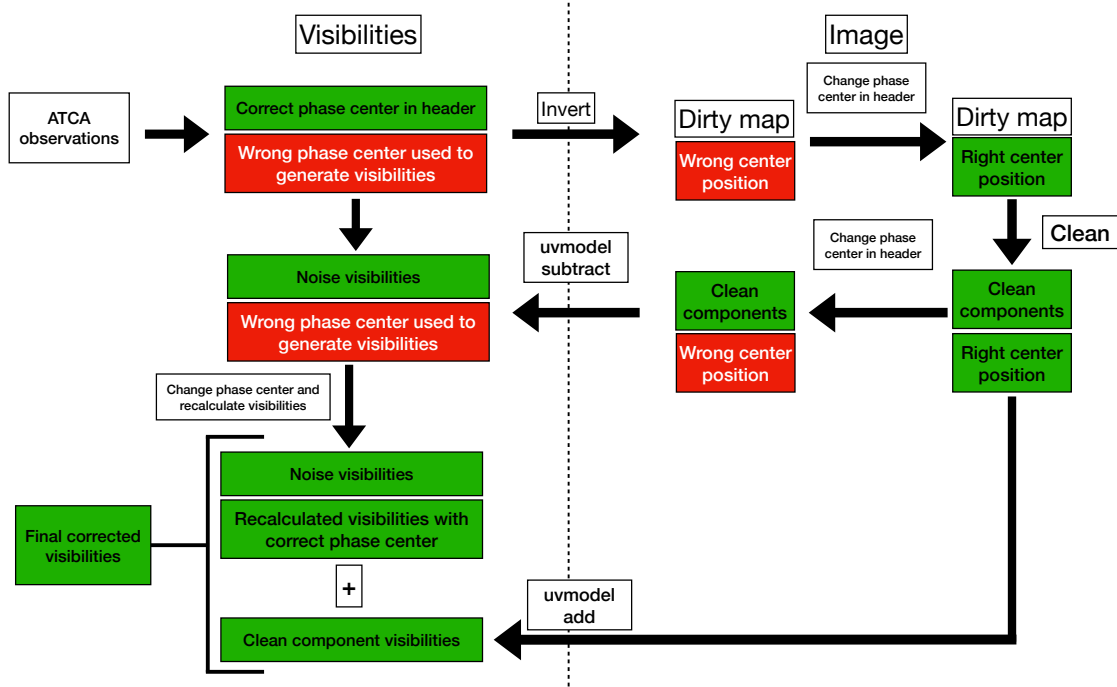 Visibilities
Image
ATCA
observations
Correct phase center in header
Wrong phase center used to
generate visibilities
Invert
Dirty map
Wrong center
position
Change phase
center in header
Dirty map
Right center
position
Clean
Noise visibilities
Wrong phase center used to
generate visibilities
uvmodel
subtract
Clean
components
Wrong center
position
Change phase
center in header
Clean
components
Right center
position
Change phase center and
recalculate visibilities
Final corrected
visibilities
Noise visibilities
Recalculated visibilities with
correct phase center
+
Clean component visibilities
uvmodel
add